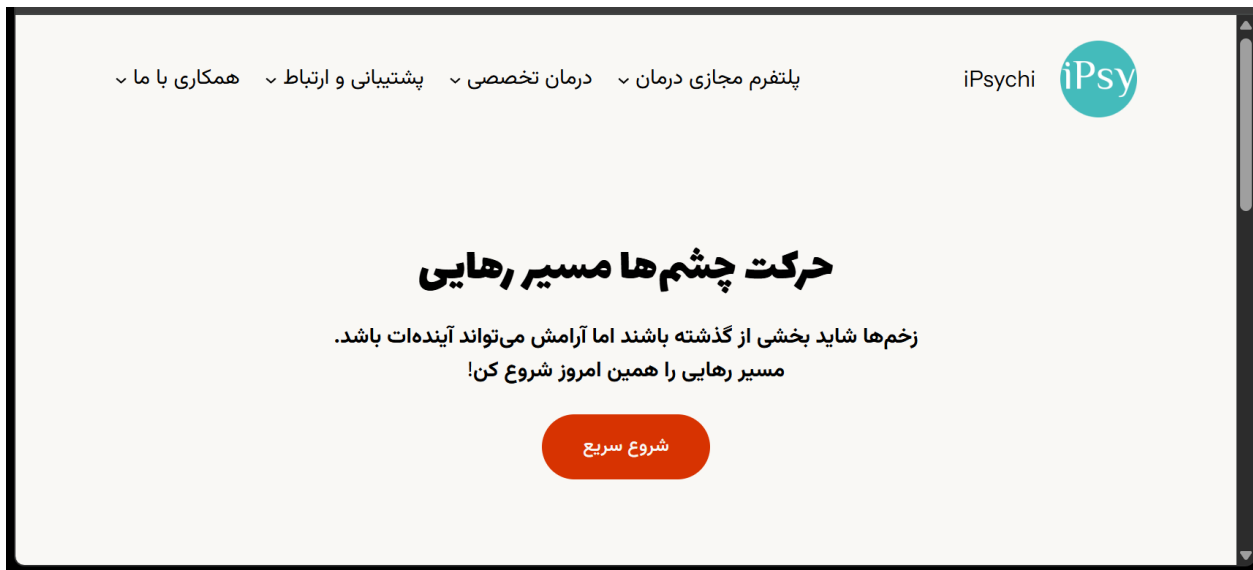 iPsy
iPsychi
پلتفرم مجازی درمان
درمان تخصصی
پشتیبانی و ارتباط
همکاری با ما
حرکت چشم‌ها مسیر رهایی
زخم‌ها شاید بخشی از گذشته باشند اما آرامش می‌تواند آینده‌ات باشد.
مسیر رهایی را همین امروز شروع کن!
شروع سریع